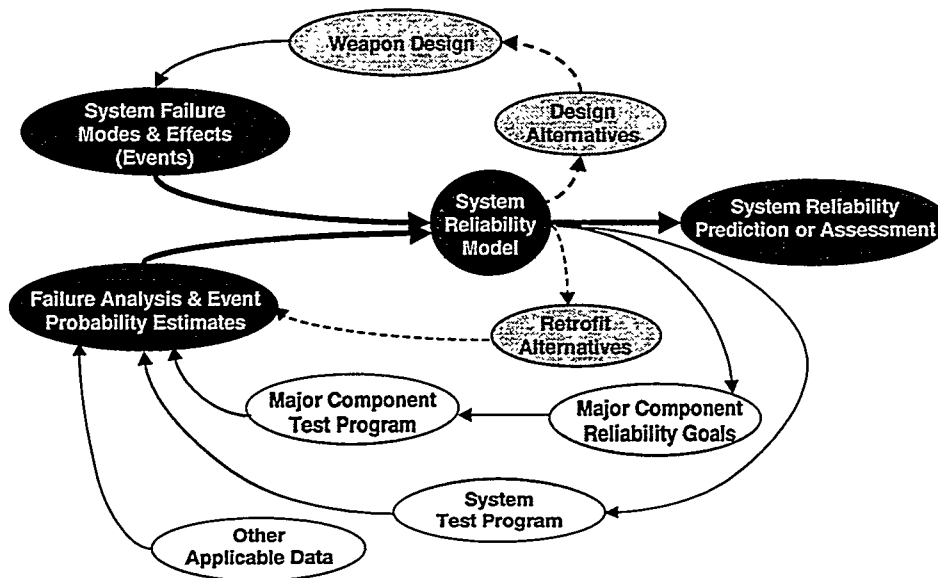 Weapon Design
System Failure
Modes & Effects
(Events)
Design
Alternatives
System
Reliability
Model
System Reliability
Prediction or Assessment
Failure Analysis & Event
Probability Estimates
Retrofit
Alternatives
Major Component
Test Program
Major Component
Reliability Goals
System
Test Program
Other
Applicable Data